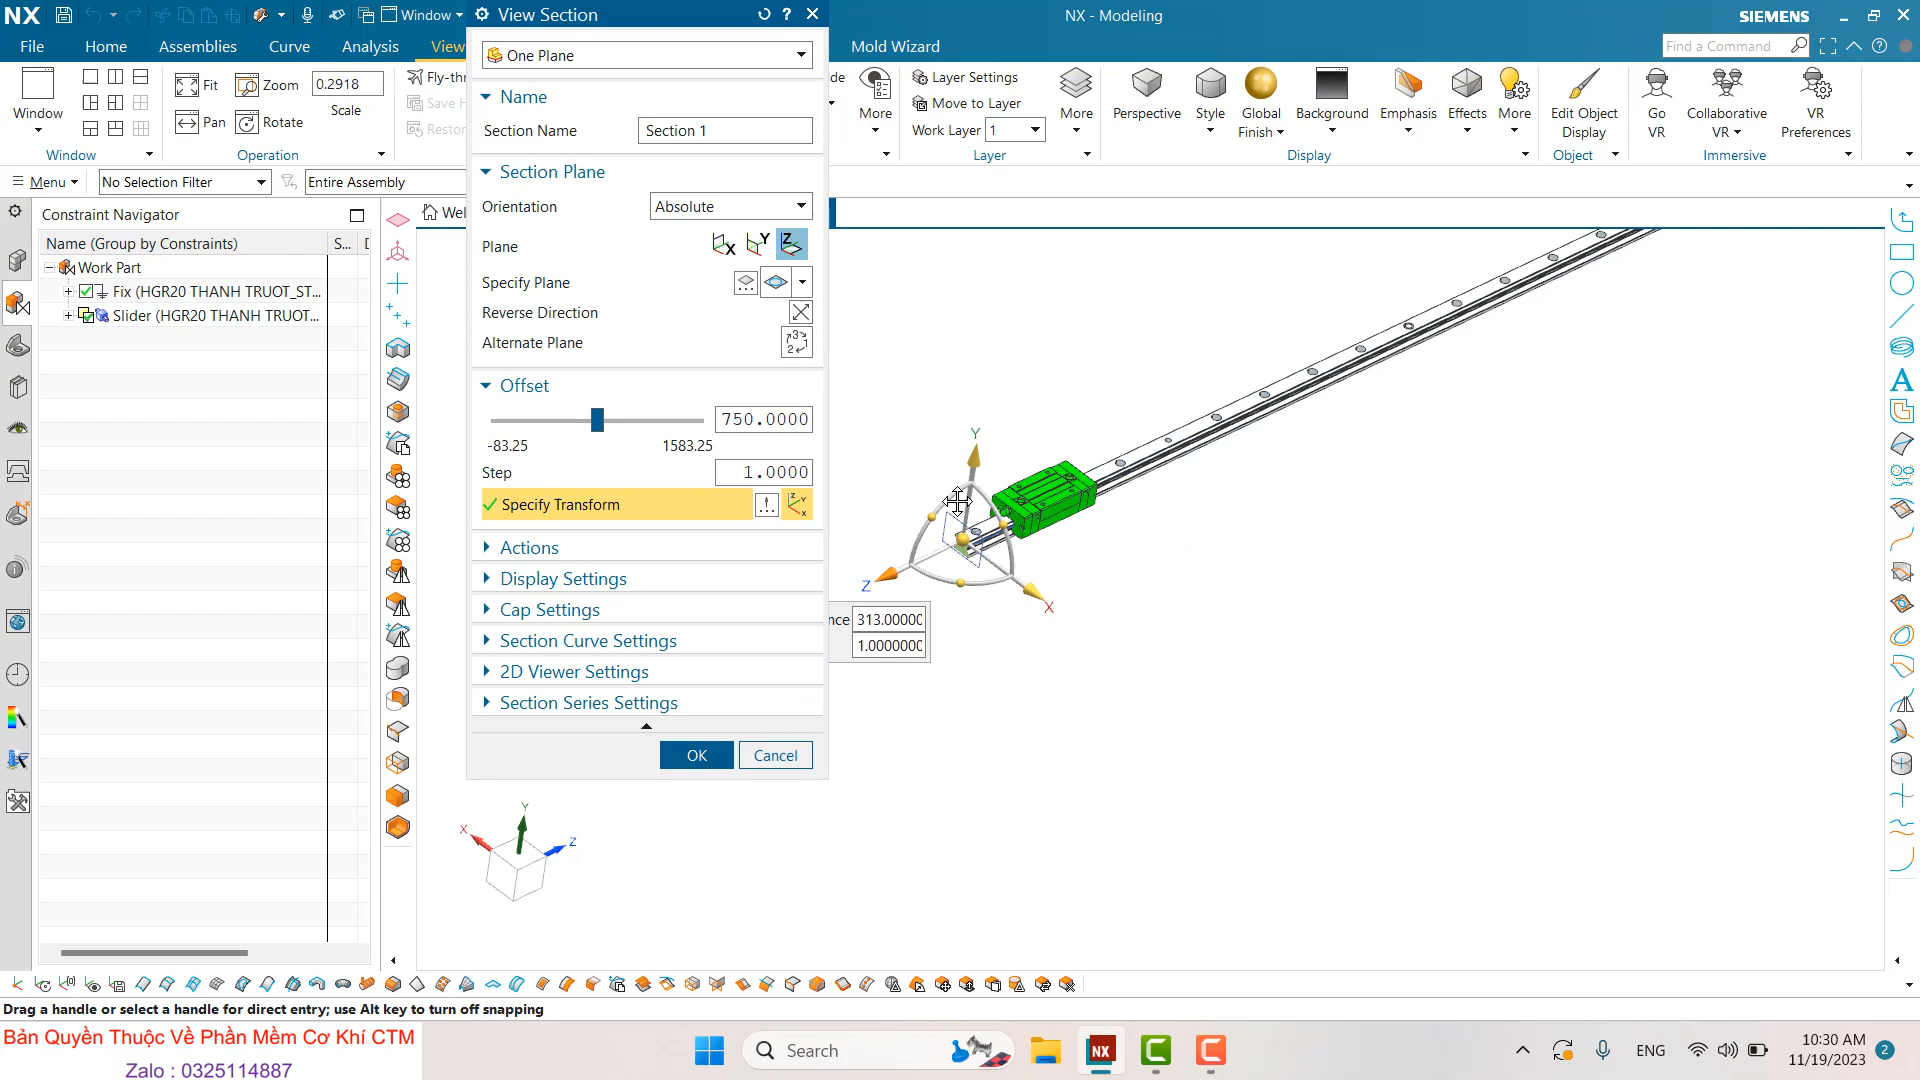 NX
Window
View Section
NX - Modeling
SIEMENS
File
Home
Assemblies
Curve
Analysis
View
Mold Wizard
Find a Command
One Plane
Window
Fit
Zoom
0.2918
Pan
Rotate
Scale
Fly-thr
Save H
Restor
More
Layer Settings
Move to Layer
Work Layer 1
More
Perspective
Style
Global
Finish
Background
Emphasis
Effects
More
Edit Object
Display
Go
VR
Collaborative
VR
VR
Preferences
Window
Operation
Layer
Display
Object
Immersive
Name
Section Name
Section 1
Section Plane
Orientation
Absolute
Plane
Specify Plane
Reverse Direction
Alternate Plane
Offset
750.0000
-83.25
1583.25
Step
1.0000
Specify Transform
Actions
Display Settings
Cap Settings
Section Curve Settings
2D Viewer Settings
Section Series Settings
OK
Cancel
Menu
No Selection Filter
Entire Assembly
Constraint Navigator
Wel
Name (Group by Constraints)
S...
Work Part
Fix (HGR20 THANH TRUOT_ST...
Slider (HGR20 THANH TRUOT...
Y
Z
X
nce
313.0000
1.0000000
Y
X
Z
Drag a handle or select a handle for direct entry; use Alt key to turn off snapping
Bản Quyền Thuộc Về Phần Mềm Cơ Khí CTM
Zalo : 0325114887
Search
NX
ENG
10:30 AM
11/19/2023
2